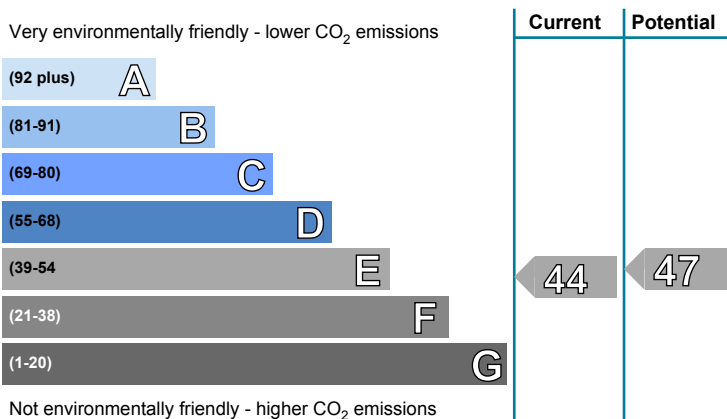 Very environmentally friendly - lower CO₂ emissions
Current
Potential
(92 plus) A
(81-91) B
(69-80) C
(55-68) D
(39-54 E
44
47
(21-38) F
(1-20) G
Not environmentally friendly - higher CO₂ emissions